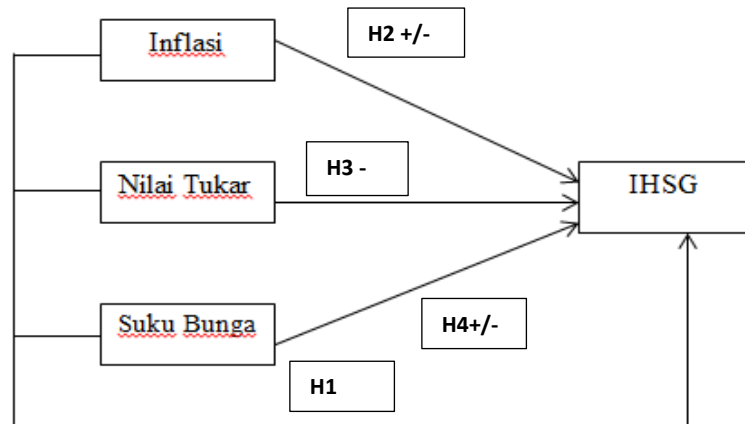 H2 +/-
Inflasi
H3 -
Nilai Tukar
IHSG
Suku Bunga
H4+/-
H1